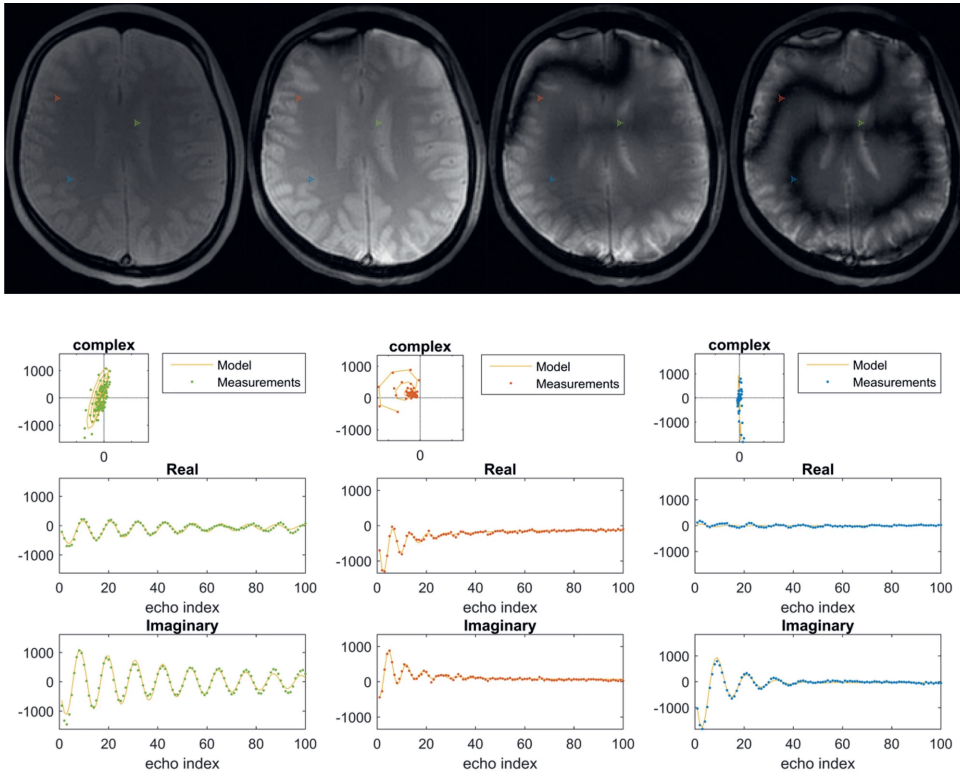 complex complex complex
1000 Model 1000 Model 1000 Model
0 Measurements 0 Measurements 0 Measurements
-1000 -1000 -1000
0 0 0
Real Real Real
1000 1000 1000
0 0 0
-1000 -1000 -1000
0 20 40 60 80 100 0 20 40 60 80 100 0 20 40 60 80 100
echo index echo index echo index
Imaginary Imaginary Imaginary
1000 1000 1000
0 0 0
-1000 -1000 -1000
0 20 40 60 80 100 0 20 40 60 80 100 0 20 40 60 80 100
echo index echo index echo index